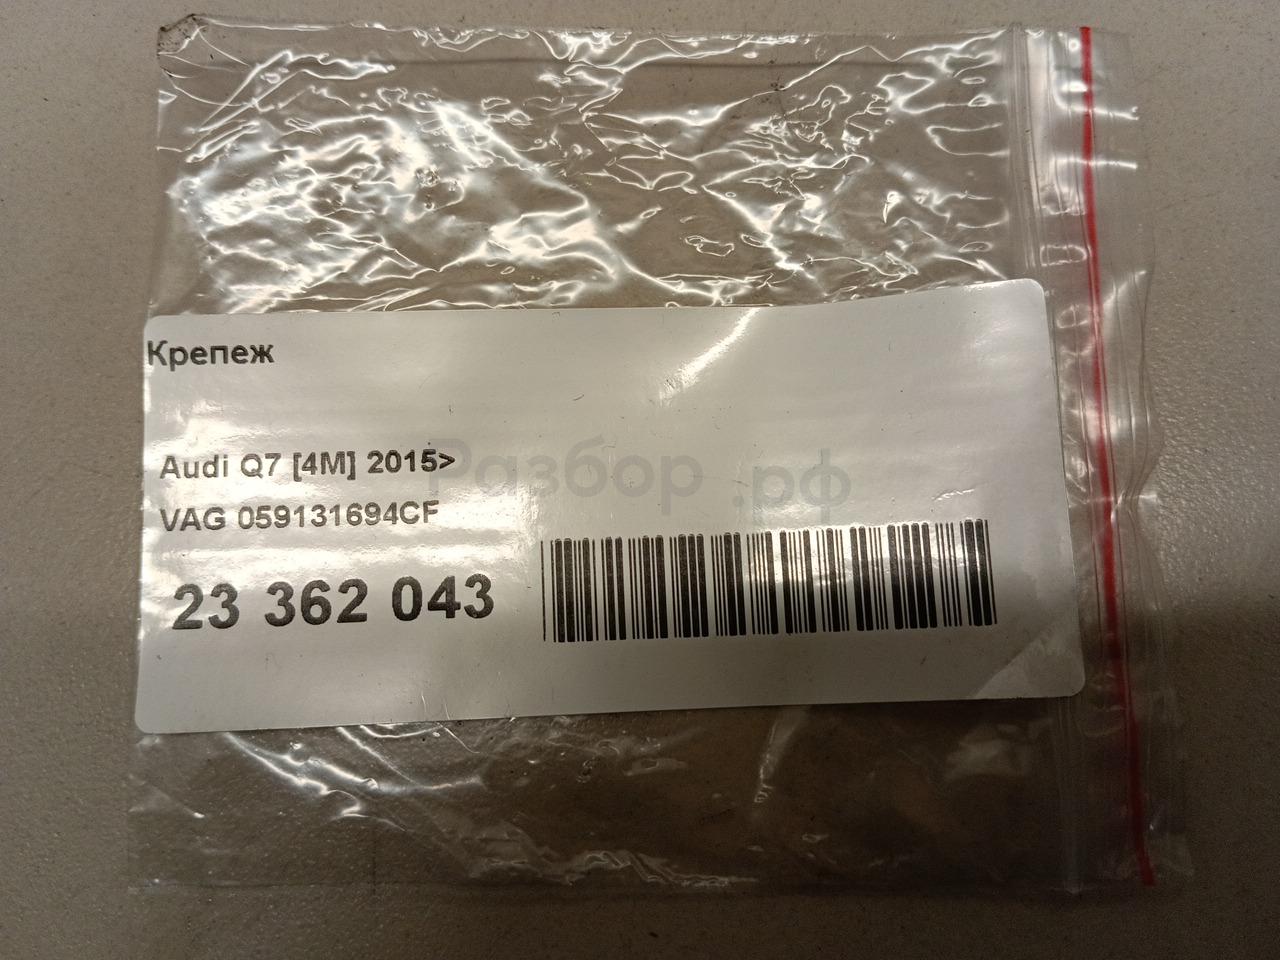 Крепеж
Audi Q7 [4M] 2015>
Разбор.рф
VAG 059131694CF
23 362 043